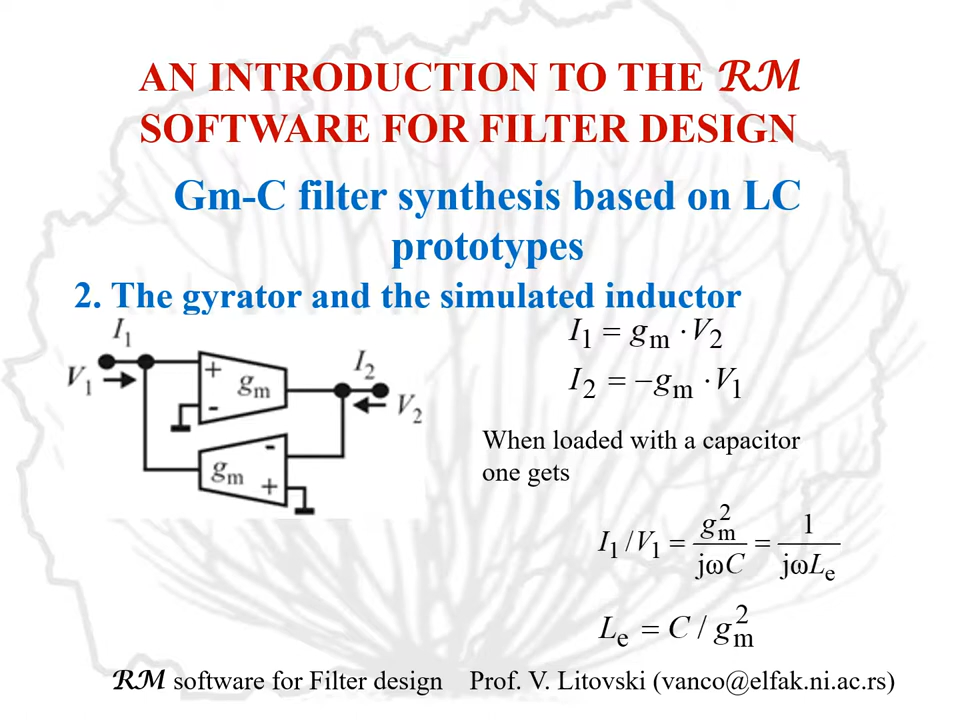 AN INTRODUCTION TO THE RM
SOFTWARE FOR FILTER DESIGN
Gm-C filter synthesis based on LC
prototypes
2. The gyrator and the simulated inductor
I₁
V₁
+
-
gm
I₂
V₂
-
gm
+
I₁ = gm · V₂
I₂ = −gm · V₁
When loaded with a capacitor
one gets
I₁ / V₁ = gm² / jωC = 1 / jωLe
Le = C / gm²
RM software for Filter design Prof. V. Litovski (vanco@elfak.ni.ac.rs)